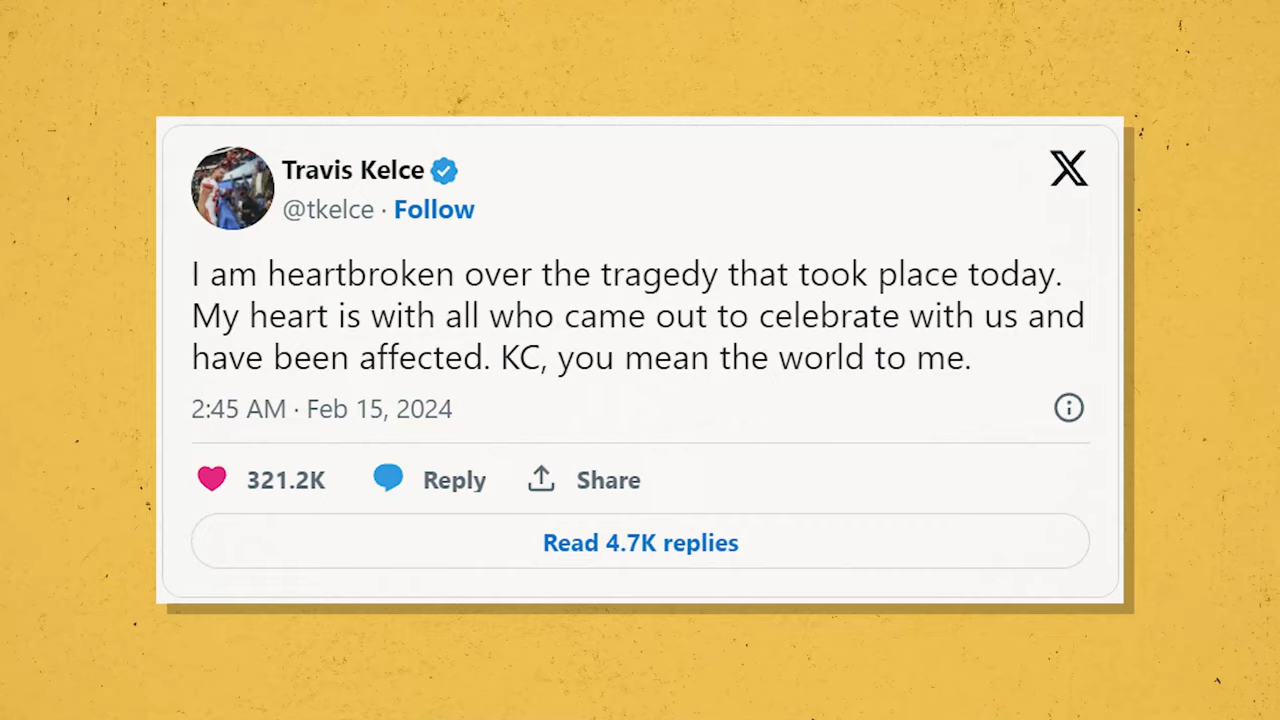 Travis Kelce
@tkelce · Follow
I am heartbroken over the tragedy that took place today.
My heart is with all who came out to celebrate with us and
have been affected. KC, you mean the world to me.
2:45 AM · Feb 15, 2024
321.2K Reply Share
Read 4.7K replies